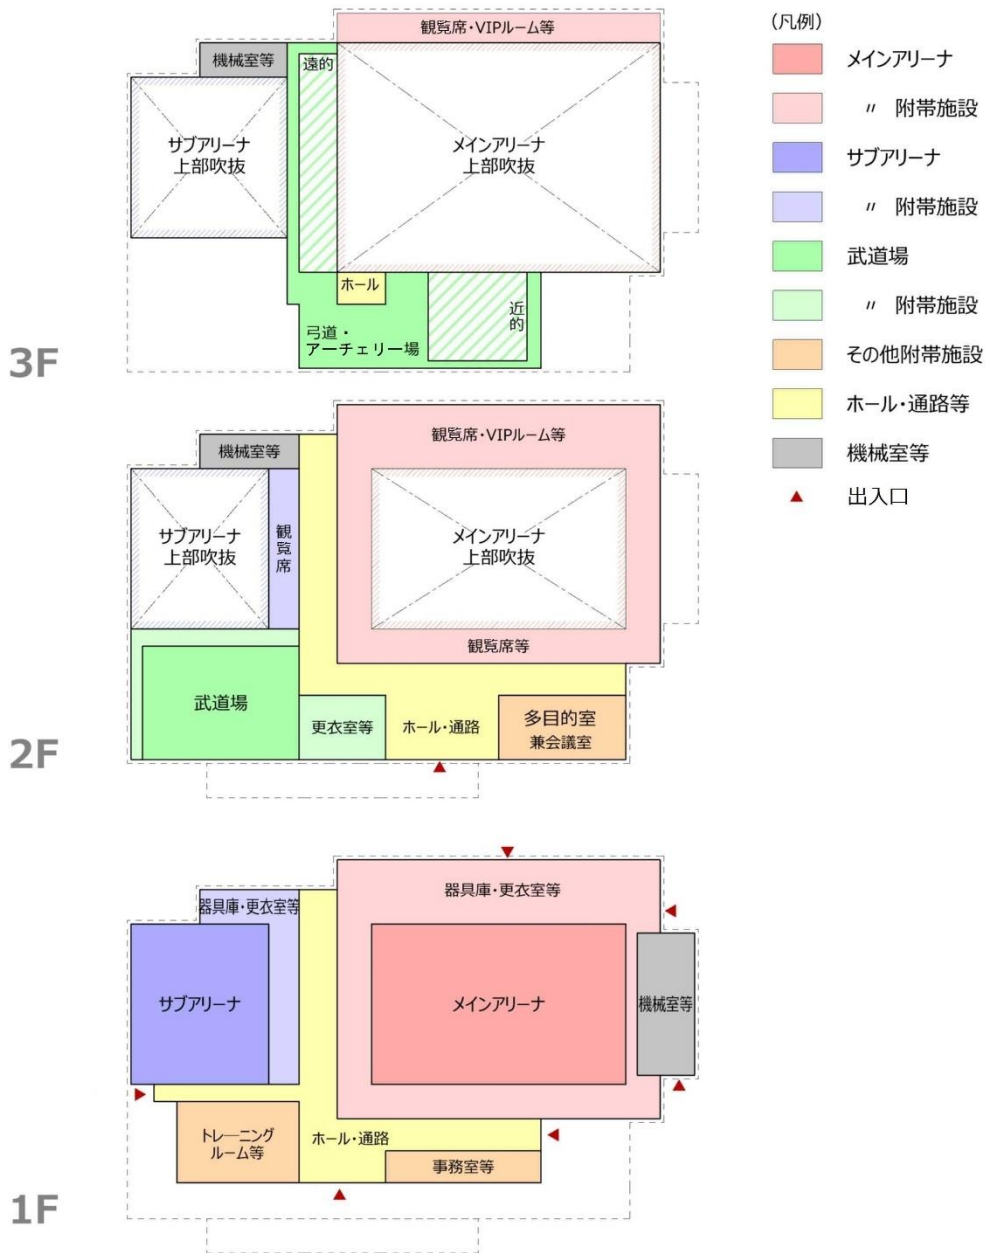 観覧席・VIPルーム等
機械室等
遠的
サブアリーナ
上部吹抜
メインアリーナ
上部吹抜
ホール
近的
弓道・
アーチェリー場
3F
(凡例)
メインアリーナ
〃 附帯施設
サブアリーナ
〃 附帯施設
武道場
〃 附帯施設
その他附帯施設
ホール・通路等
機械室等
出入口
観覧席・VIPルーム等
機械室等
サブアリーナ
上部吹抜
観覧席
メインアリーナ
上部吹抜
観覧席等
武道場
更衣室等
ホール・通路
多目的室
兼会議室
2F
器具庫・更衣室等
器具庫・更衣室等
サブアリーナ
メインアリーナ
機械室等
トレーニング
ルーム等
ホール・通路
事務室等
1F